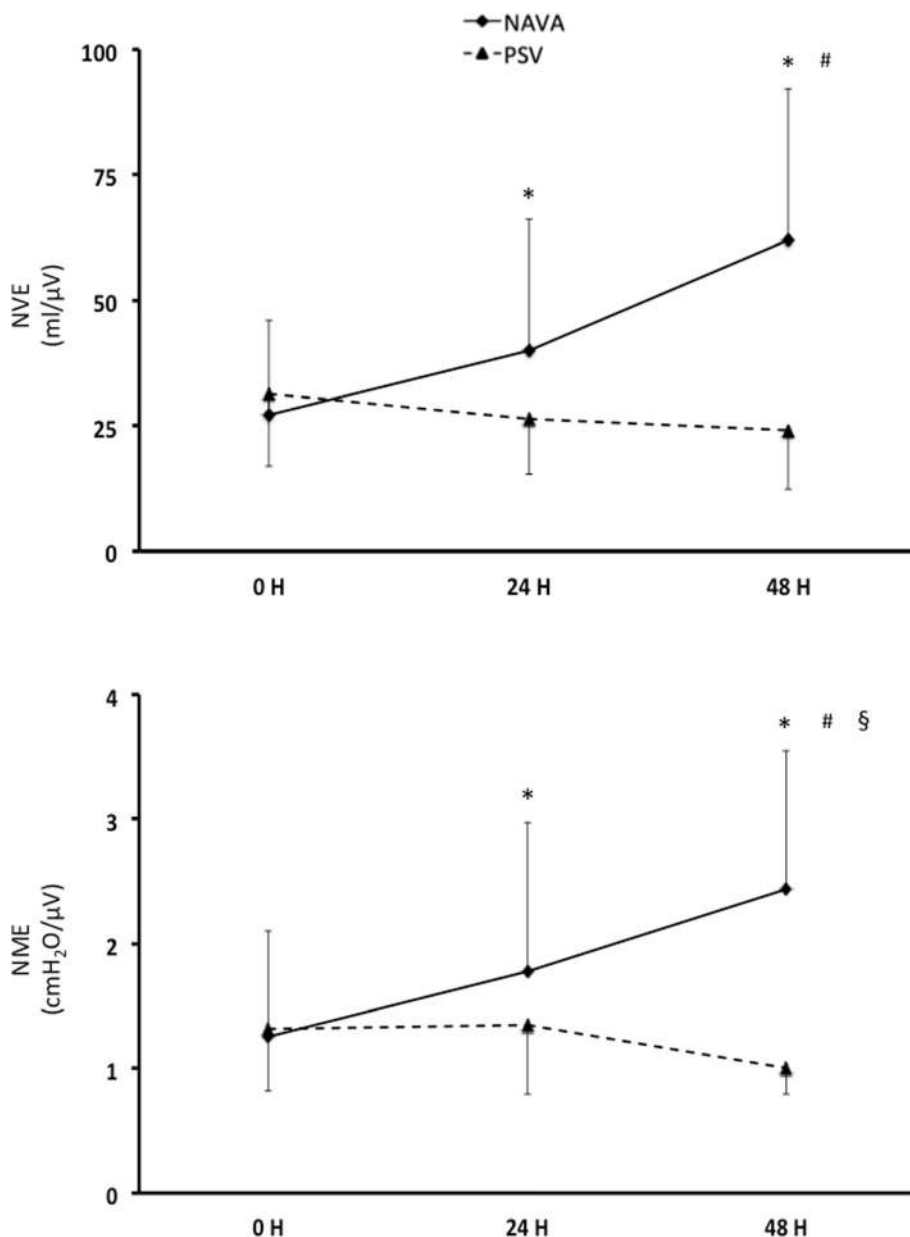 NAVA
PSV
100
* #
75
*
50
NVE
(ml/µV)
25
0
0 H 24 H 48 H
4
* # §
*
3
2
NME
(cmH₂O/µV)
1
0
0 H 24 H 48 H